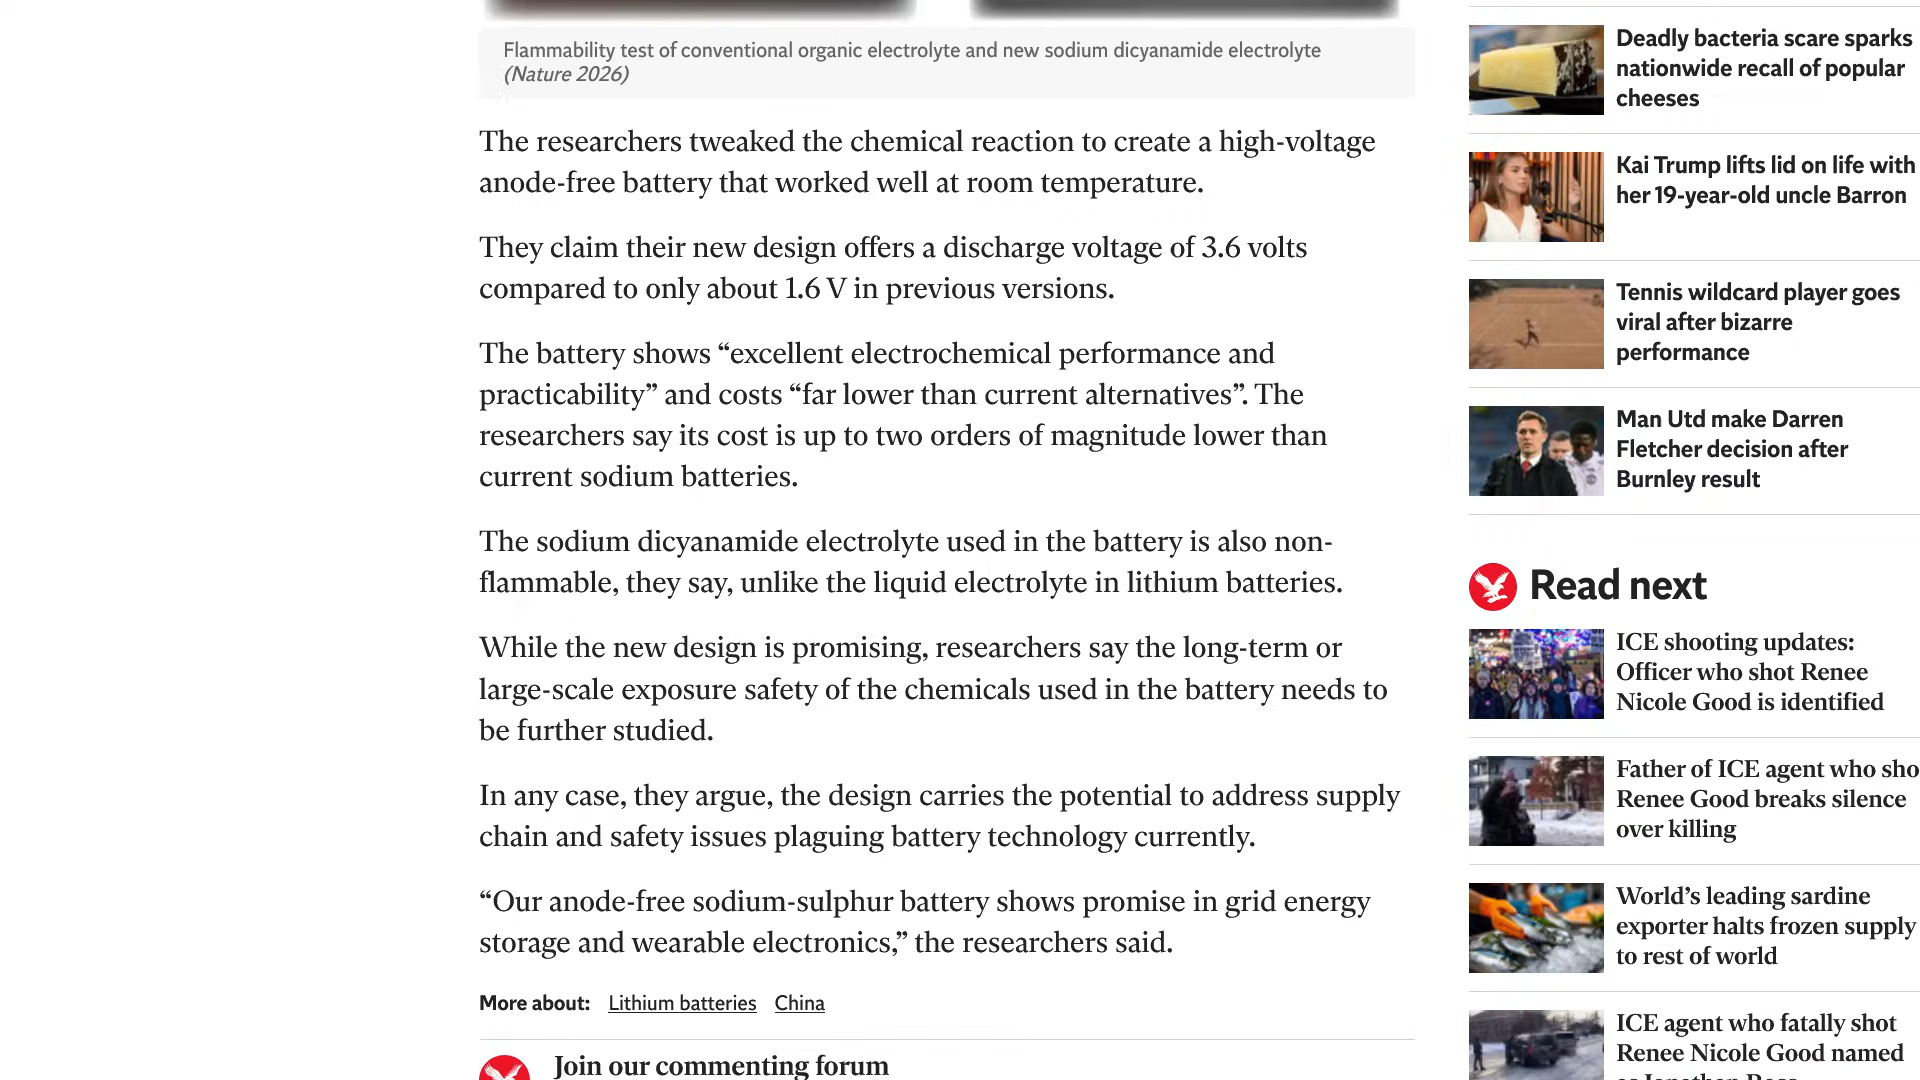 Flammability test of conventional organic electrolyte and new sodium dicyanamide electrolyte
(Nature 2026)
The researchers tweaked the chemical reaction to create a high-voltage
anode-free battery that worked well at room temperature.
They claim their new design offers a discharge voltage of 3.6 volts
compared to only about 1.6 V in previous versions.
The battery shows “excellent electrochemical performance and
practicability” and costs “far lower than current alternatives”. The
researchers say its cost is up to two orders of magnitude lower than
current sodium batteries.
The sodium dicyanamide electrolyte used in the battery is also non-
flammable, they say, unlike the liquid electrolyte in lithium batteries.
While the new design is promising, researchers say the long-term or
large-scale exposure safety of the chemicals used in the battery needs to
be further studied.
In any case, they argue, the design carries the potential to address supply
chain and safety issues plaguing battery technology currently.
“Our anode-free sodium-sulphur battery shows promise in grid energy
storage and wearable electronics,” the researchers said.
More about: Lithium batteries China
Join our commenting forum
Deadly bacteria scare sparks
nationwide recall of popular
cheeses
Kai Trump lifts lid on life with
her 19-year-old uncle Barron
Tennis wildcard player goes
viral after bizarre
performance
Man Utd make Darren
Fletcher decision after
Burnley result
Read next
ICE shooting updates:
Officer who shot Renee
Nicole Good is identified
Father of ICE agent who sho
Renee Good breaks silence
over killing
World’s leading sardine
exporter halts frozen supply
to rest of world
ICE agent who fatally shot
Renee Nicole Good named